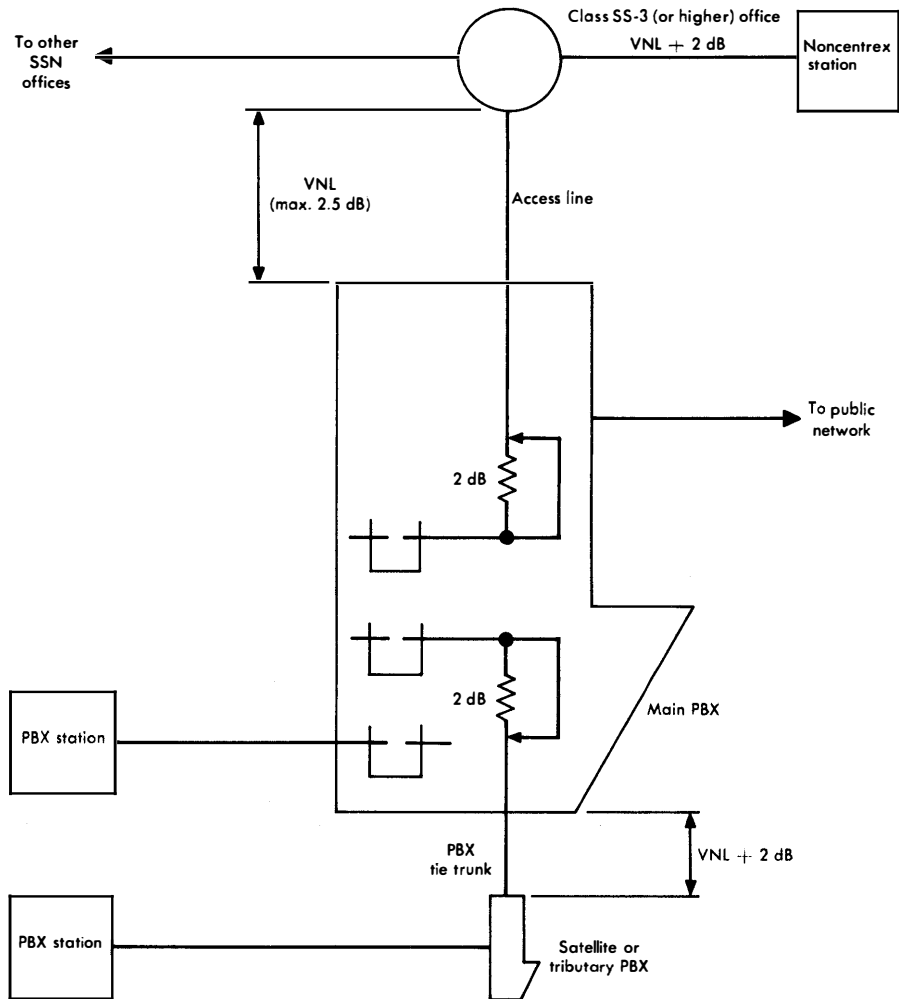 Class SS-3 (or higher) office
To other
SSN
offices
VNL + 2 dB
Noncentrex
station
VNL
(max. 2.5 dB)
Access line
To public
network
2 dB
2 dB
Main PBX
PBX station
PBX
tie trunk
VNL + 2 dB
PBX station
Satellite or
tributary PBX